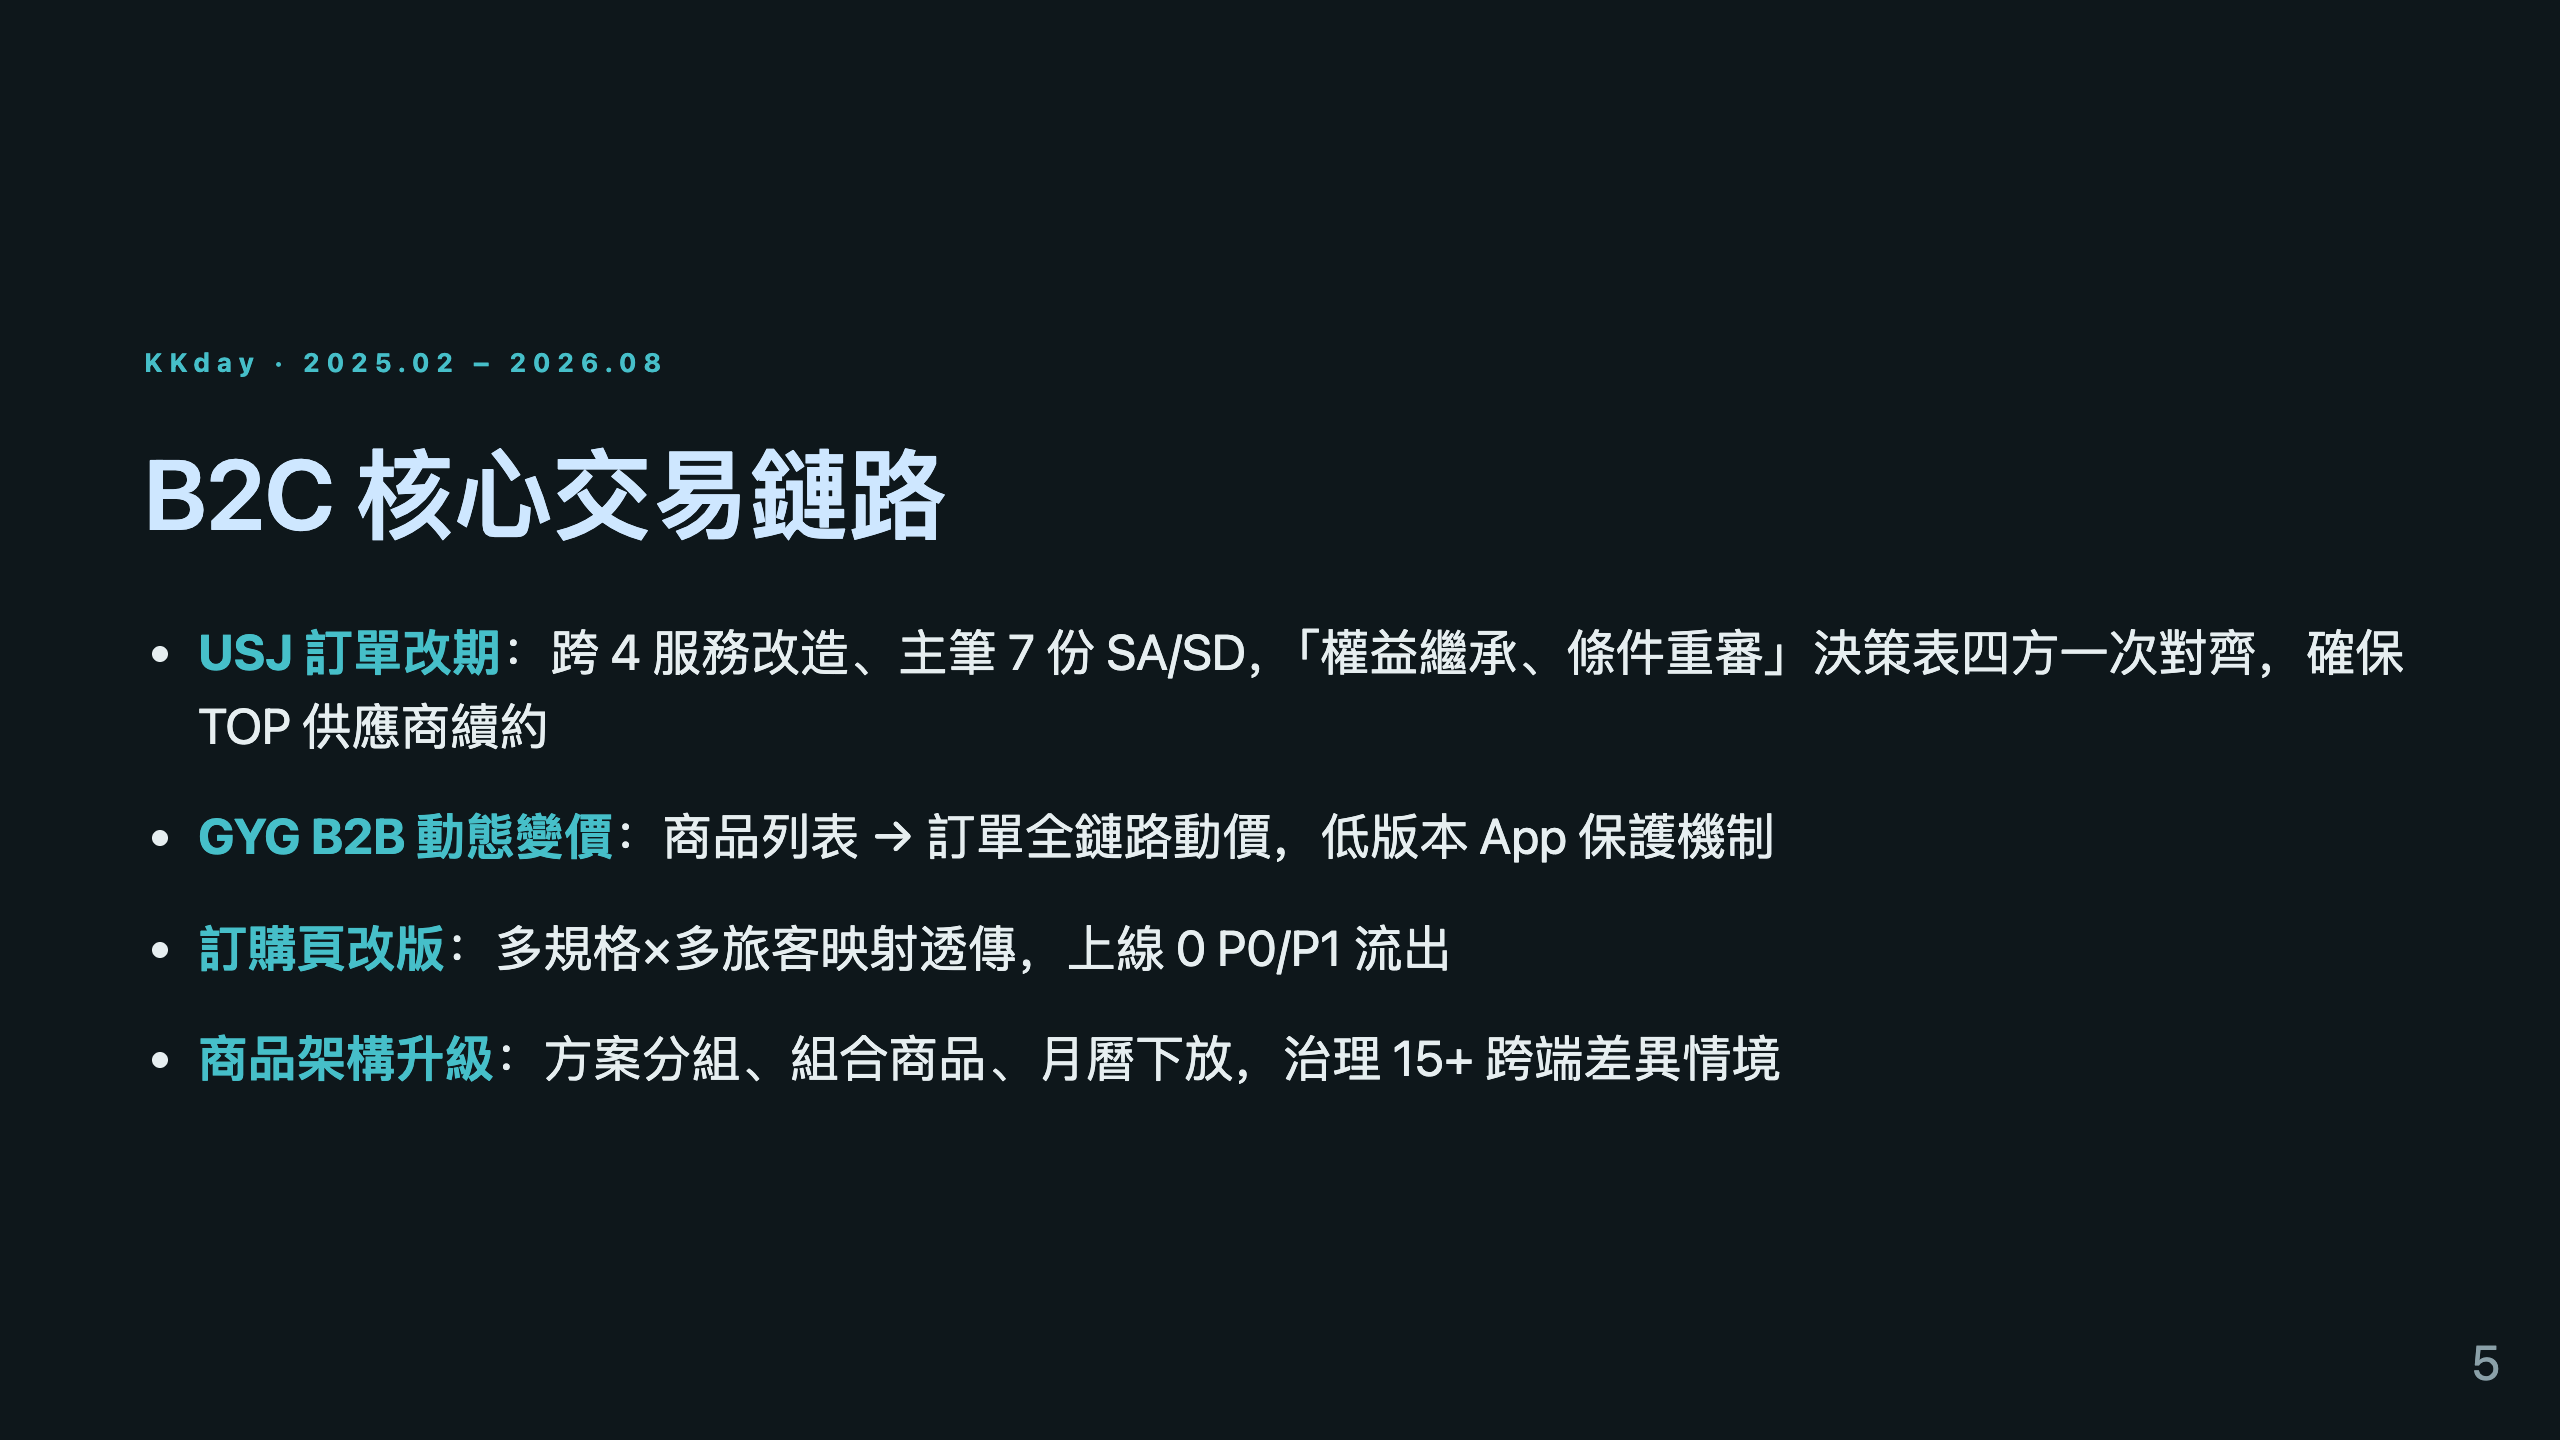 KKday · 2025.02 – 2026.08
B2C 核心交易鏈路
• USJ 訂單改期：跨 4 服務改造、主筆 7 份 SA/SD，「權益繼承、條件重審」決策表四方一次對齊，確保
TOP 供應商續約
• GYG B2B 動態變價：商品列表 → 訂單全鏈路動價，低版本 App 保護機制
• 訂購頁改版：多規格×多旅客映射透傳，上線 0 P0/P1 流出
• 商品架構升級：方案分組、組合商品、月曆下放，治理 15+ 跨端差異情境
5